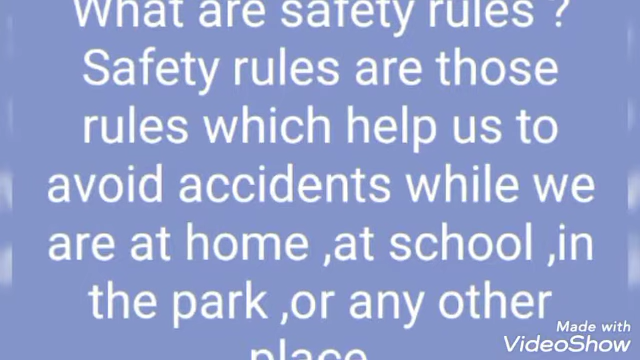 What are safety rules ?
Safety rules are those
rules which help us to
avoid accidents while we
are at home ,at school ,in
the park ,or any other
place
Made with
VideoShow